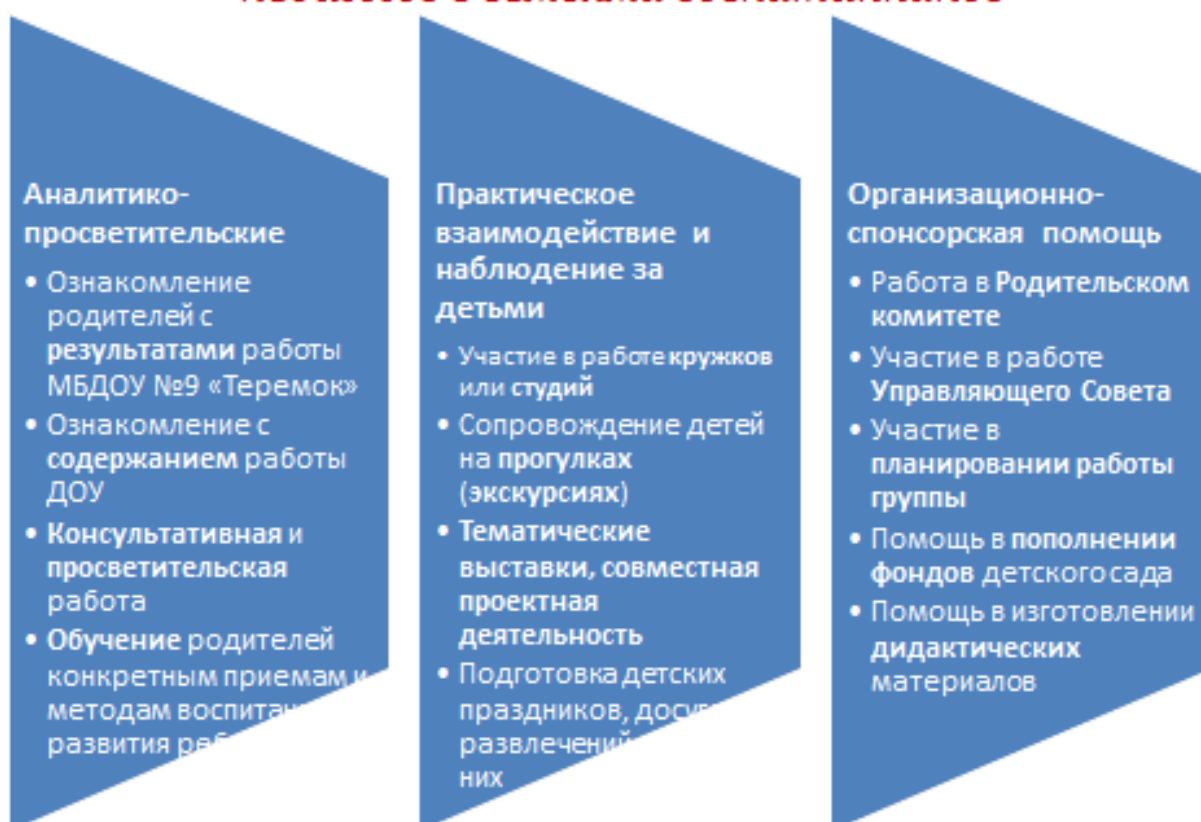 Аналитико-
просветительские
• Ознакомление
родителей с
результатами работы
МБДОУ №9 «Теремок»
• Ознакомление с
содержанием работы
ДОУ
• Консультативная и
просветительская
работа
• Обучение родителей
конкретным приемам и
методам
развития
Практическое
взаимодействие и
наблюдение за
детьми
• Участие в работе кружков
или студий
• Сопровождение детей
на прогулках
(экскурсиях)
• Тематические
выставки, совместная
проектная
деятельность
• Подготовка детских
праздников,
развлечений
них
Организационно-
спонсорская помощь
• Работа в Родительском
комитете
• Участие в работе
Управляющего Совета
• Участие в
планировании работы
группы
• Помощь в пополнении
фондов детского сада
• Помощь в изготовлении
дидактических
материалов